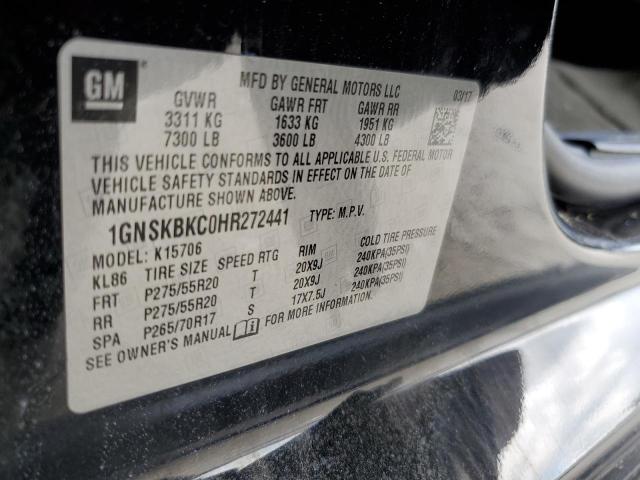 GM
MFD BY GENERAL MOTORS LLC 03/17
GVWR GAWR FRT GAWR RR
3311 KG 1633 KG 1951 KG
7300 LB 3600 LB 4300 LB
THIS VEHICLE CONFORMS TO ALL APPLICABLE U.S. FEDERAL MOTOR
VEHICLE SAFETY STANDARDS IN EFFECT ON THE DATE OF
MANUFACTURE SHOWN ABOVE.
1GNSKBKC0HR272441 TYPE: M.P.V.
MODEL: K15706
KL86 TIRE SIZE SPEED RTG RIM COLD TIRE PRESSURE
FRT P275/55R20 T 20X9J 240KPA(35PSI)
RR P275/55R20 T 20X9J 240KPA(35PSI)
SPA P265/70R17 S 17X7.5J 240KPA(35PSI)
SEE OWNER'S MANUAL FOR MORE INFORMATION.